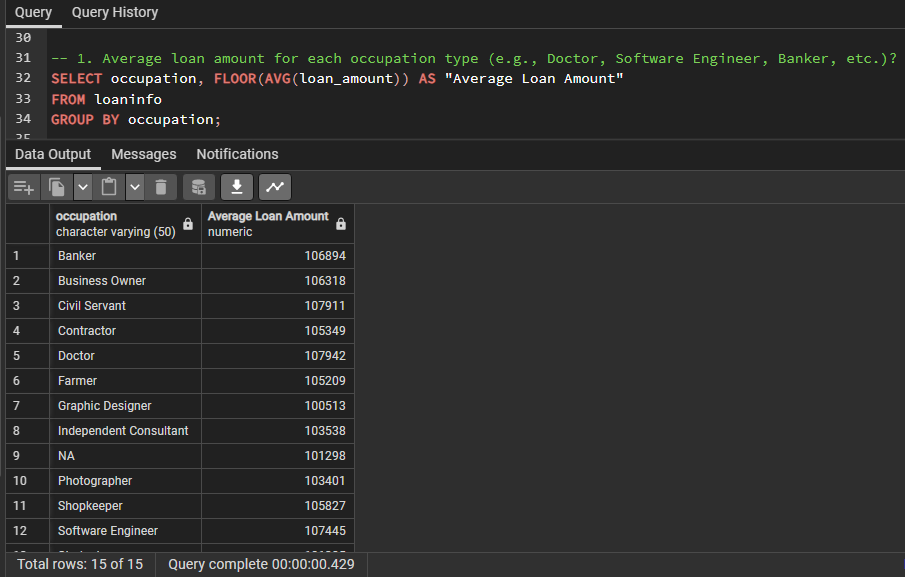 Query Query History
30
31 -- 1. Average loan amount for each occupation type (e.g., Doctor, Software Engineer, Banker, etc.)?
32 SELECT occupation, FLOOR(AVG(loan_amount)) AS "Average Loan Amount"
33 FROM loaninfo
34 GROUP BY occupation;
35
Data Output Messages Notifications
occupation Average Loan Amount
character varying (50) numeric
1 Banker 106894
2 Business Owner 106318
3 Civil Servant 107911
4 Contractor 105349
5 Doctor 107942
6 Farmer 105209
7 Graphic Designer 100513
8 Independent Consultant 103538
9 NA 101298
10 Photographer 103401
11 Shopkeeper 105827
12 Software Engineer 107445
Total rows: 15 of 15 Query complete 00:00:00.429